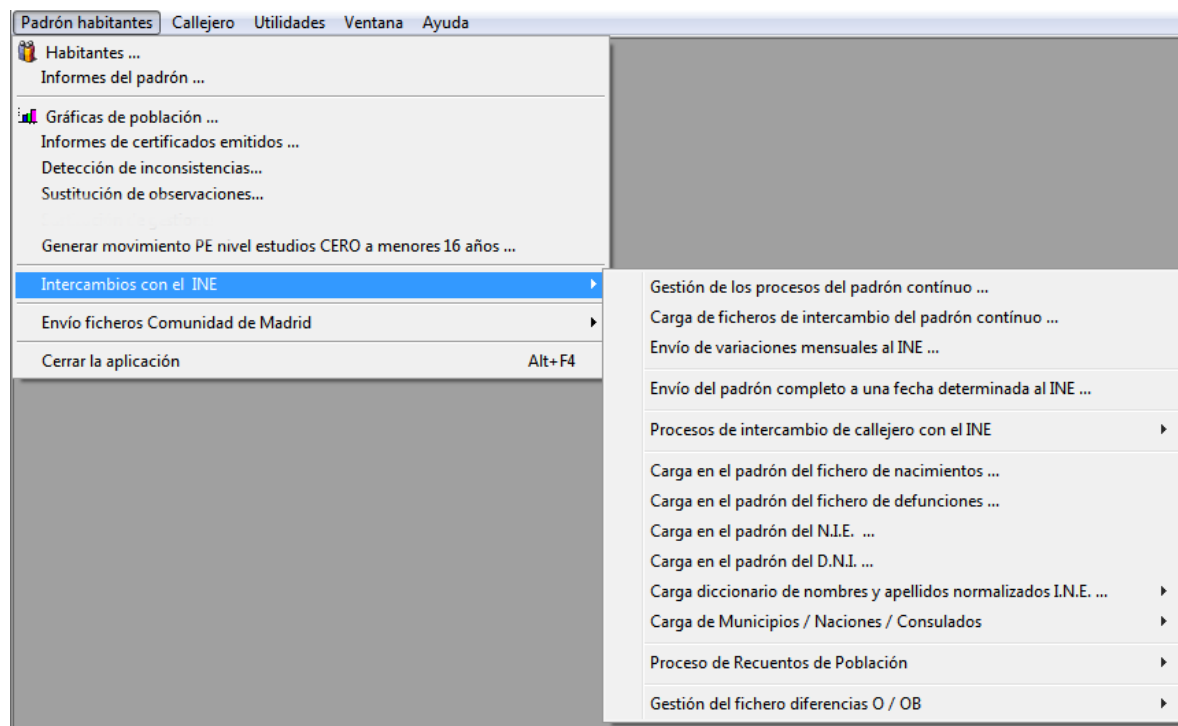 Padrón habitantes Callejero Utilidades Ventana Ayuda
Habitantes ...
Informes del padrón ...
Gráficas de población ...
Informes de certificados emitidos ...
Detección de inconsistencias...
Sustitución de observaciones...
Generar movimiento PE nivel estudios CERO a menores 16 años ...
Intercambios con el INE
Envío ficheros Comunidad de Madrid
Cerrar la aplicación Alt+F4
Gestión de los procesos del padrón contínuo ...
Carga de ficheros de intercambio del padrón contínuo ...
Envío de variaciones mensuales al INE ...
Envío del padrón completo a una fecha determinada al INE ...
Procesos de intercambio de callejero con el INE
Carga en el padrón del fichero de nacimientos ...
Carga en el padrón del fichero de defunciones ...
Carga en el padrón del N.I.E. ...
Carga en el padrón del D.N.I. ...
Carga diccionario de nombres y apellidos normalizados I.N.E. ...
Carga de Municipios / Naciones / Consulados
Proceso de Recuentos de Población
Gestión del fichero diferencias O / OB